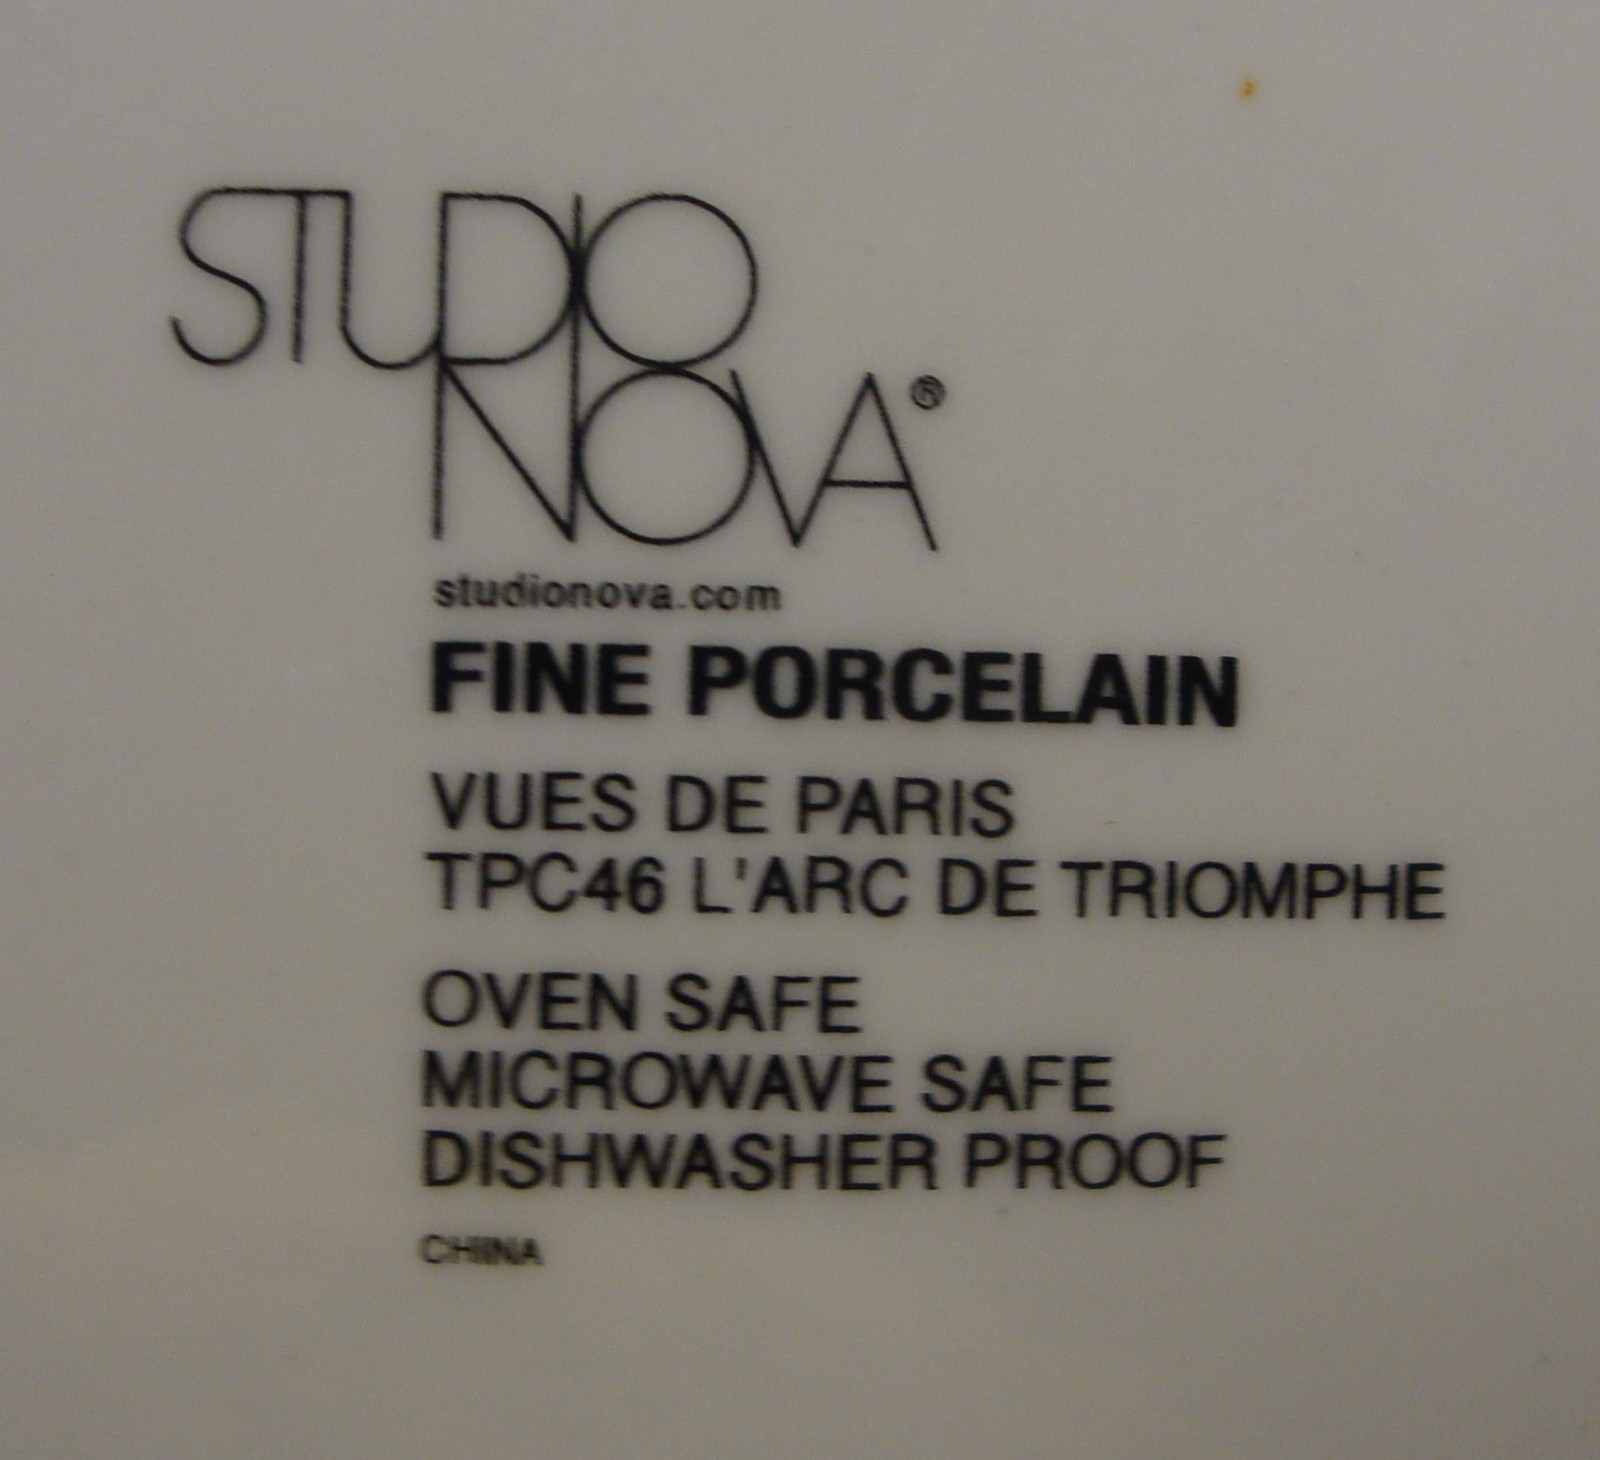 STUDIO
NOVA®
studionova.com
FINE PORCELAIN
VUES DE PARIS
TPC46 L'ARC DE TRIOMPHE
OVEN SAFE
MICROWAVE SAFE
DISHWASHER PROOF
CHINA